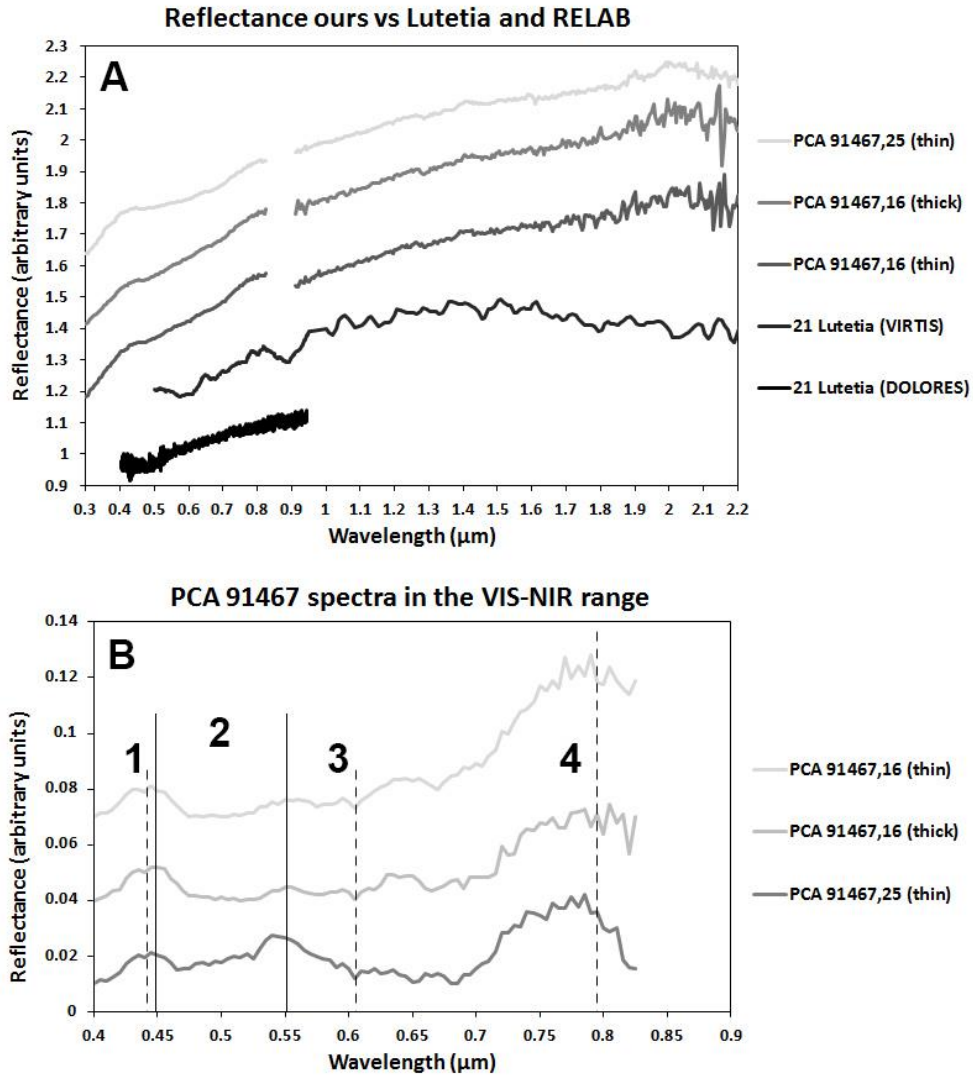 Reflectance ours vs Lutetia and RELAB
A
2.3
2.2
2.1
2
1.9
1.8
1.7
1.6
1.5
1.4
1.3
1.2
1.1
1
0.9
Reflectance (arbitrary units)
0.3 0.4 0.5 0.6 0.7 0.8 0.9 1 1.1 1.2 1.3 1.4 1.5 1.6 1.7 1.8 1.9 2 2.1 2.2
Wavelength (µm)
PCA 91467,25 (thin)
PCA 91467,16 (thick)
PCA 91467,16 (thin)
21 Lutetia (VIRTIS)
21 Lutetia (DOLORES)
PCA 91467 spectra in the VIS-NIR range
B
0.14
0.12
0.1
0.08
0.06
0.04
0.02
0
Reflectance (arbitrary units)
1 2 3 4
0.4 0.45 0.5 0.55 0.6 0.65 0.7 0.75 0.8 0.85 0.9
Wavelength (µm)
PCA 91467,16 (thin)
PCA 91467,16 (thick)
PCA 91467,25 (thin)